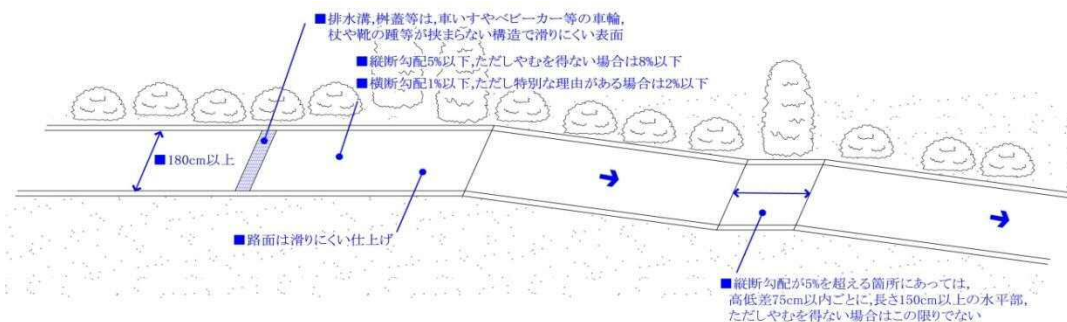 ■排水溝,桝蓋等は,車いすやベビーカー等の車輪,
杖や靴の踵等が挟まらない構造で滑りにくい表面
■縦断勾配5%以下,ただしやむを得ない場合は8%以下
■横断勾配1%以下,ただし特別な理由がある場合は2%以下
■180cm以上
■路面は滑りにくい仕上げ
■縦断勾配が5%を超える箇所にあっては,
高低差75cm以内ごとに,長さ150cm以上の水平部,
ただしやむを得ない場合はこの限りでない